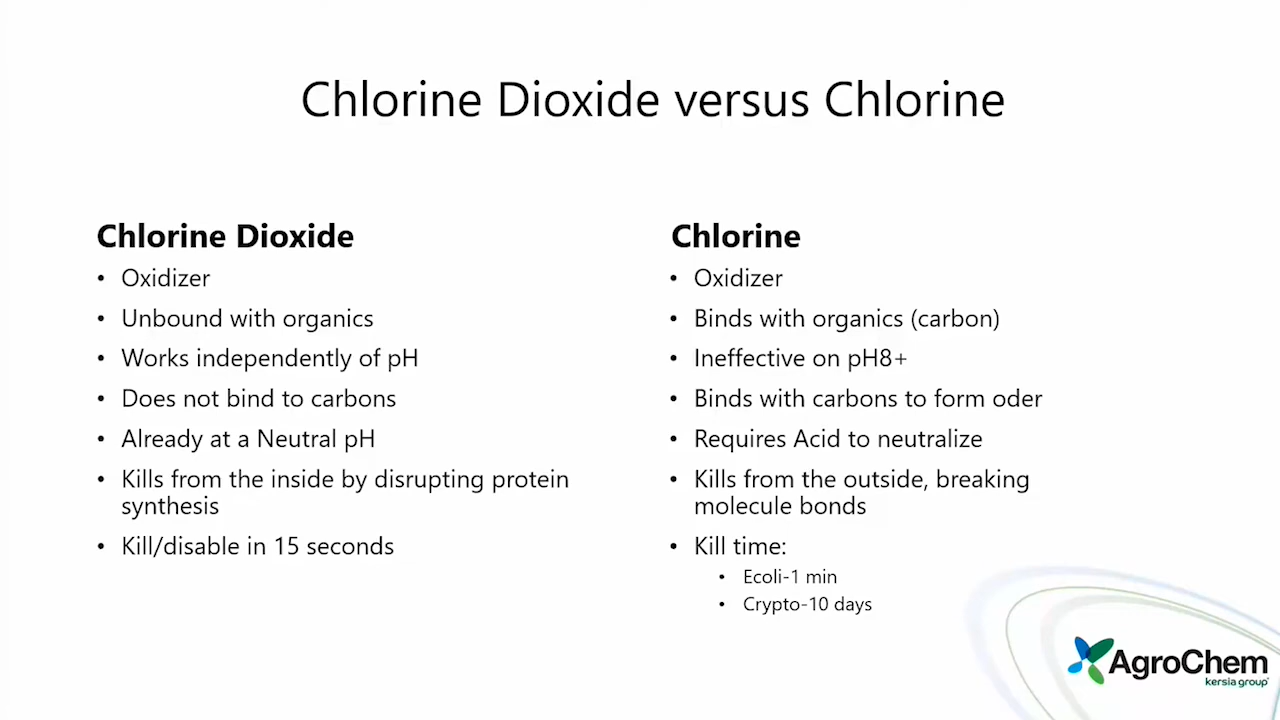 Chlorine Dioxide versus Chlorine
Chlorine Dioxide
• Oxidizer
• Unbound with organics
• Works independently of pH
• Does not bind to carbons
• Already at a Neutral pH
• Kills from the inside by disrupting protein
synthesis
• Kill/disable in 15 seconds
Chlorine
• Oxidizer
• Binds with organics (carbon)
• Ineffective on pH8+
• Binds with carbons to form oder
• Requires Acid to neutralize
• Kills from the outside, breaking
molecule bonds
• Kill time:
• Ecoli-1 min
• Crypto-10 days
AgroChem
kersia group